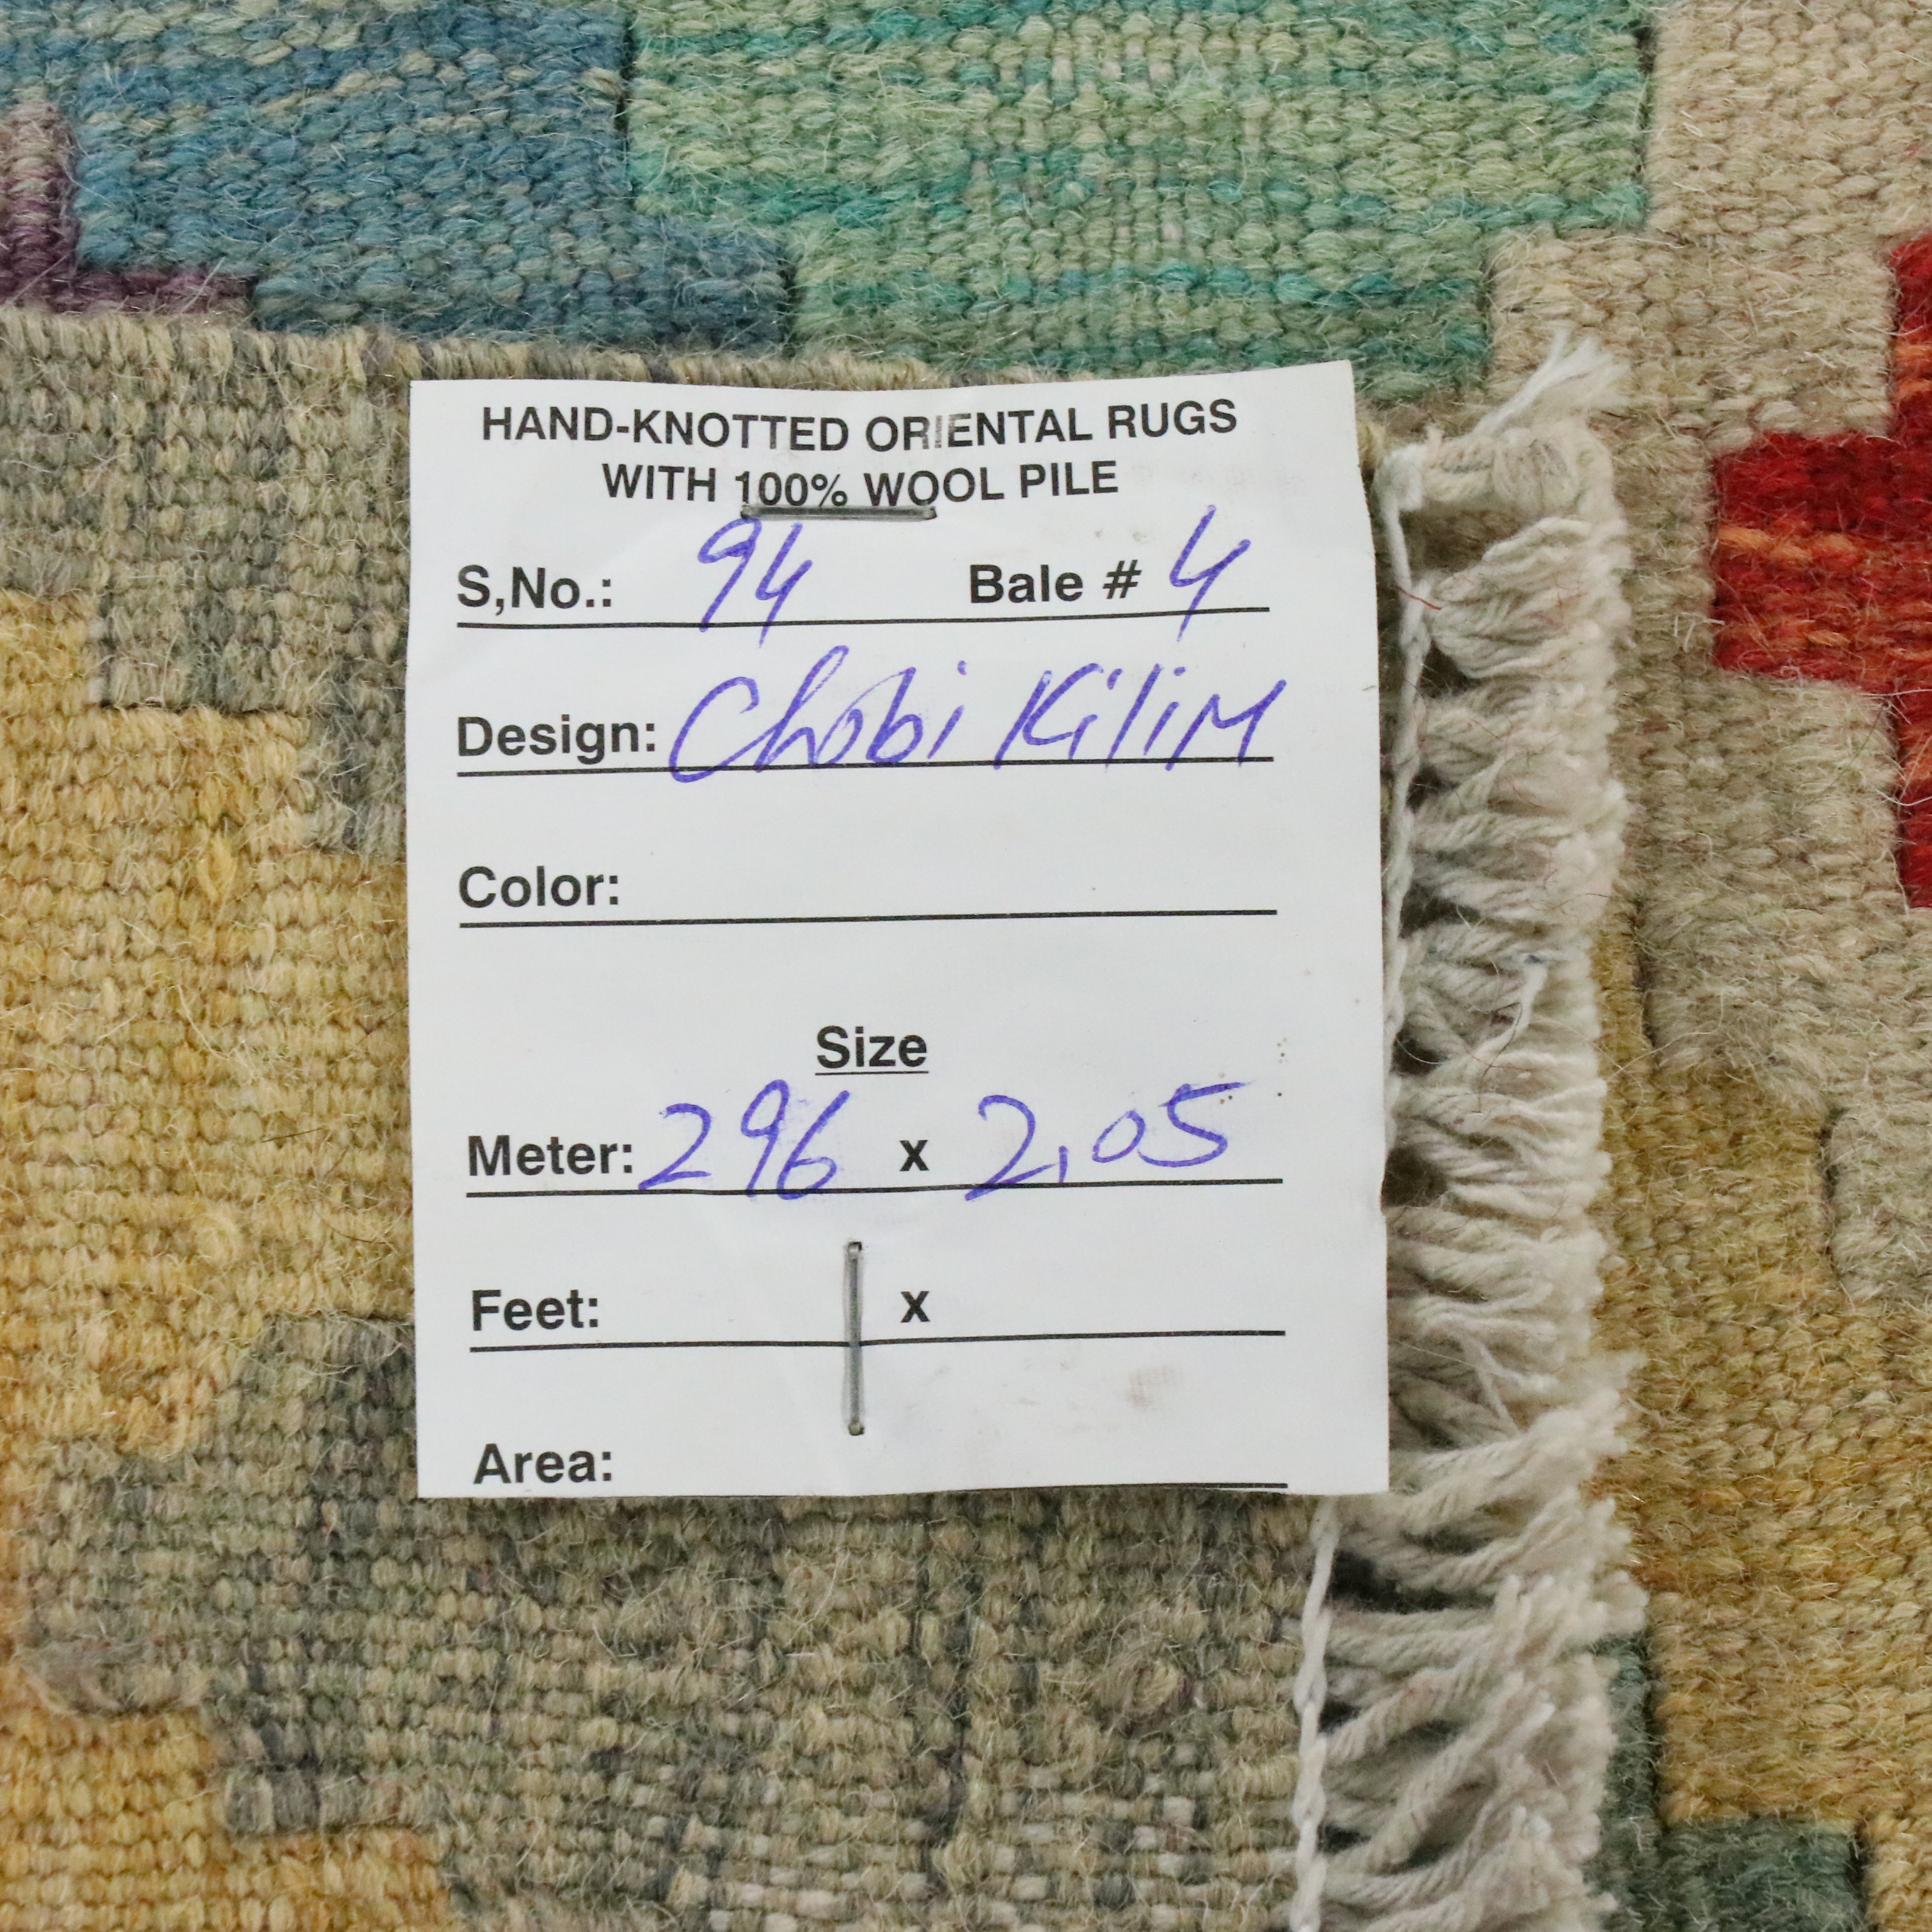 HAND-KNOTTED ORIENTAL RUGS
WITH 100% WOOL PILE
S,No.: 94 Bale # 4
Design: Chobi KiliM
Color:
Size
Meter: 296 x 2,05
Feet: x
Area: